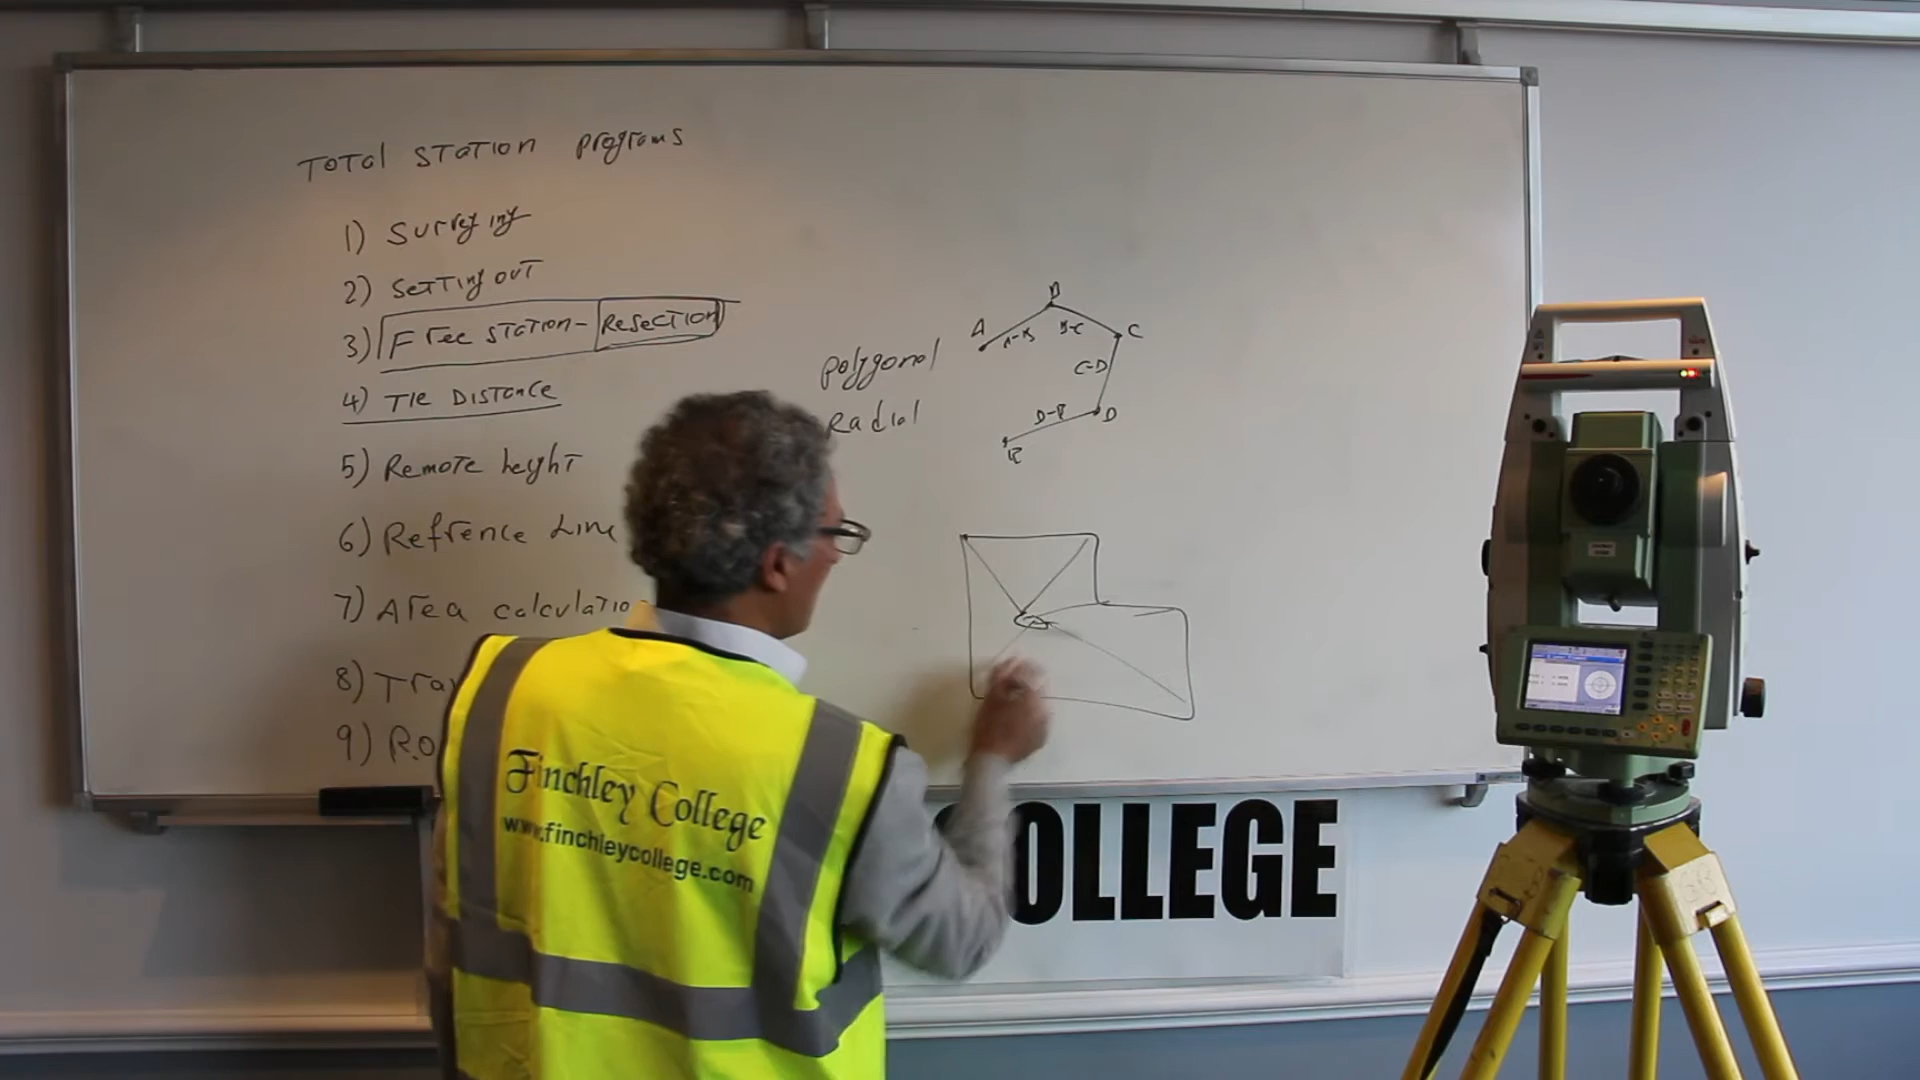 Total Station Programs
1) Surveying
2) Setting out
3) Free Station - Resection
4) Tie Distance
5) Remote height
6) Refrence Line
7) Area calculatio
8) Tra
9) R.O
Polygonal
Radial
B
A
A-B
B-C
C
C-D
D-E
D
E
Finchley College
www.finchleycollege.com
OLLEGE